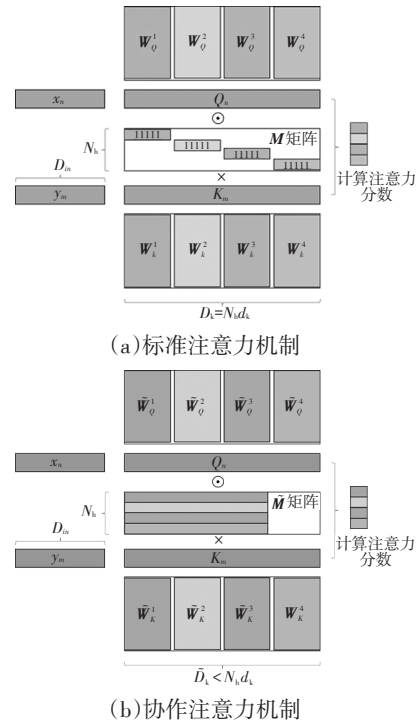 W_Q^1 W_Q^2 W_Q^3 W_Q^4
x_n Q_n
⊙
N_h 11111 M 矩阵
11111
11111
11111
D_in ×
y_m K_m
计算注意力
分数
W_k^1 W_k^2 W_k^3 W_k^4
D_k=N_h d_k
(a)标准注意力机制
W̃_Q^1 W̃_Q^2 W̃_Q^3 W̃_Q^4
x_n Q_n
⊙
N_h M̃ 矩阵
D_in ×
y_m K_m
计算注意力
分数
W̃_K^1 W̃_K^2 W̃_K^3 W_K^4
D̃_k < N_h d_k
(b)协作注意力机制